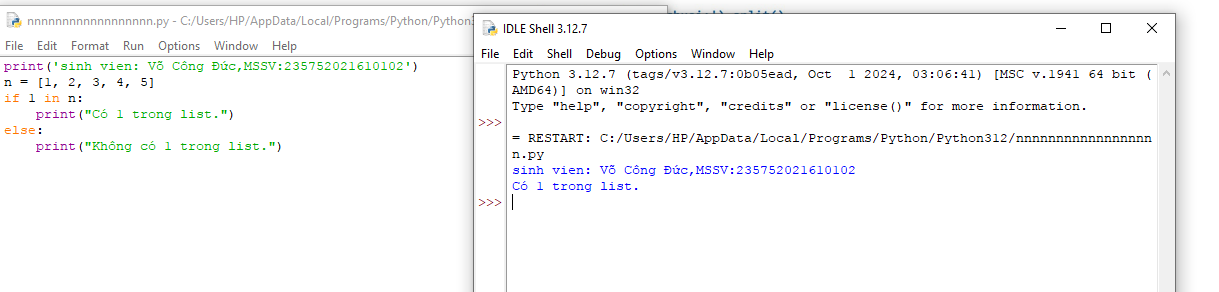 nnnnnnnnnnnnnnnnnn.py - C:/Users/HP/AppData/Local/Programs/Python/Python3
File Edit Format Run Options Window Help
print('sinh vien: Võ Công Đức,MSSV:235752021610102')
n = [1, 2, 3, 4, 5]
if 1 in n:
    print("Có 1 trong list.")
else:
    print("Không có 1 trong list.")
IDLE Shell 3.12.7
File Edit Shell Debug Options Window Help
Python 3.12.7 (tags/v3.12.7:0b05ead, Oct  1 2024, 03:06:41) [MSC v.1941 64 bit (
AMD64)] on win32
Type "help", "copyright", "credits" or "license()" for more information.
>>>
= RESTART: C:/Users/HP/AppData/Local/Programs/Python/Python312/nnnnnnnnnnnnnnnnn
n.py
sinh vien: Võ Công Đức,MSSV:235752021610102
Có 1 trong list.
>>>